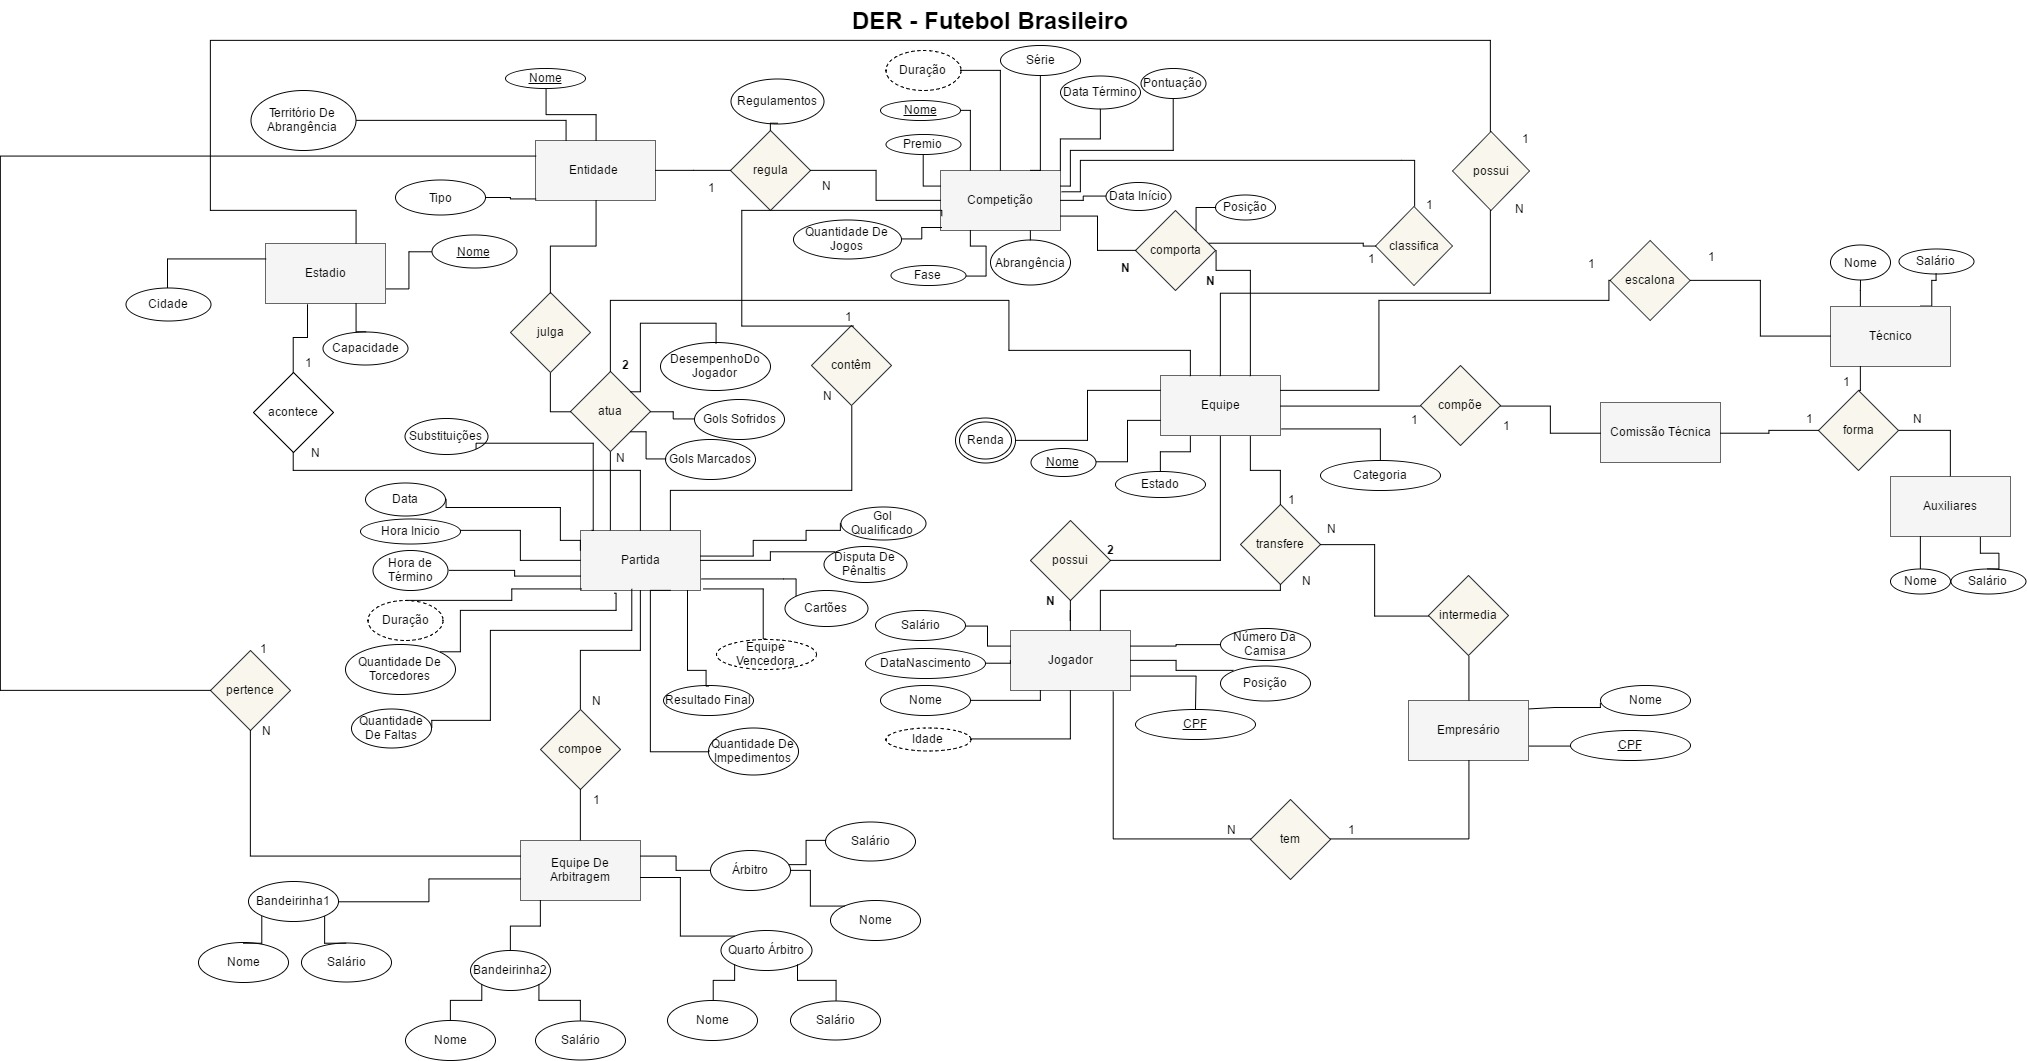 DER - Futebol Brasileiro
Nome
Território De
Abrangência
Tipo
Entidade
1
regula
Regulamentos
N
Duração
Série
Nome
Premio
Data Término
Pontuação
Competição
Data Início
Quantidade De
Jogos
Fase
Abrangência
N
comporta
N
Posição
1
classifica
1
1
possui
N
Estadio
Nome
Cidade
Capacidade
1
acontece
N
julga
2
atua
N
DesempenhoDo
Jogador
Gols Sofridos
Gols Marcados
1
contêm
N
1
escalona
1
Nome
Salário
Técnico
Equipe
Renda
Nome
Estado
Categoria
1
compõe
1
Comissão Técnica
1
1
forma
N
Auxiliares
Nome
Salário
Substituições
Data
Hora Inicio
Hora de
Término
Duração
Quantidade De
Torcedores
Quantidade
De Faltas
Partida
Gol
Qualificado
Disputa De
Pênaltis
Cartões
Equipe
Vencedora
Resultado Final
Quantidade De
Impedimentos
possui
2
N
1
transfere
N
N
intermedia
Salário
DataNascimento
Nome
Idade
Jogador
Número Da
Camisa
Posição
CPF
Empresário
Nome
CPF
N
tem
1
1
pertence
N
N
compoe
1
Equipe De
Arbitragem
Árbitro
Salário
Nome
Bandeirinha1
Nome
Salário
Bandeirinha2
Nome
Salário
Quarto Árbitro
Nome
Salário